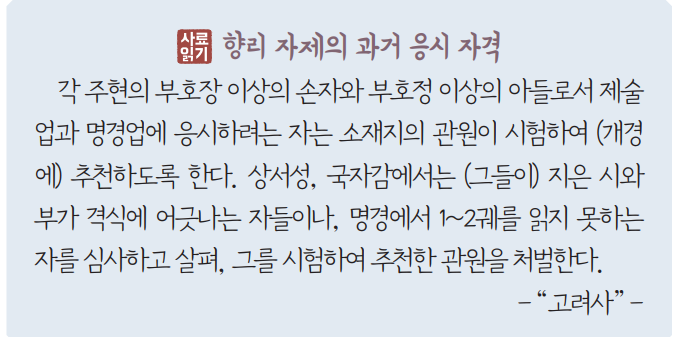 사료읽기 향리 자제의 과거 응시 자격
각 주현의 부호장 이상의 손자와 부호정 이상의 아들로서 제술
업과 명경업에 응시하려는 자는 소재지의 관원이 시험하여 (개경
에) 추천하도록 한다. 상서성, 국자감에서는 (그들이) 지은 시와
부가 격식에 어긋나는 자들이나, 명경에서 1~2궤를 읽지 못하는
자를 심사하고 살펴, 그를 시험하여 추천한 관원을 처벌한다.
– “고려사” –